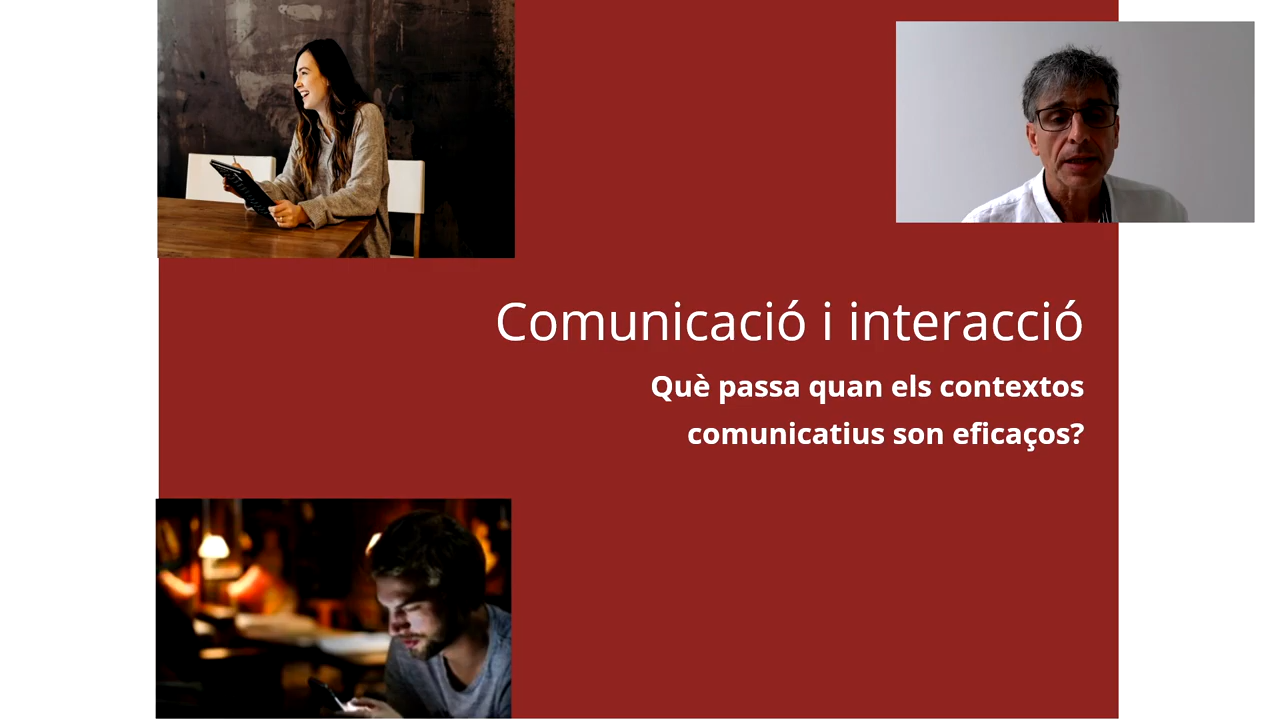 Comunicació i interacció
Què passa quan els contextos
comunicatius son eficaços?